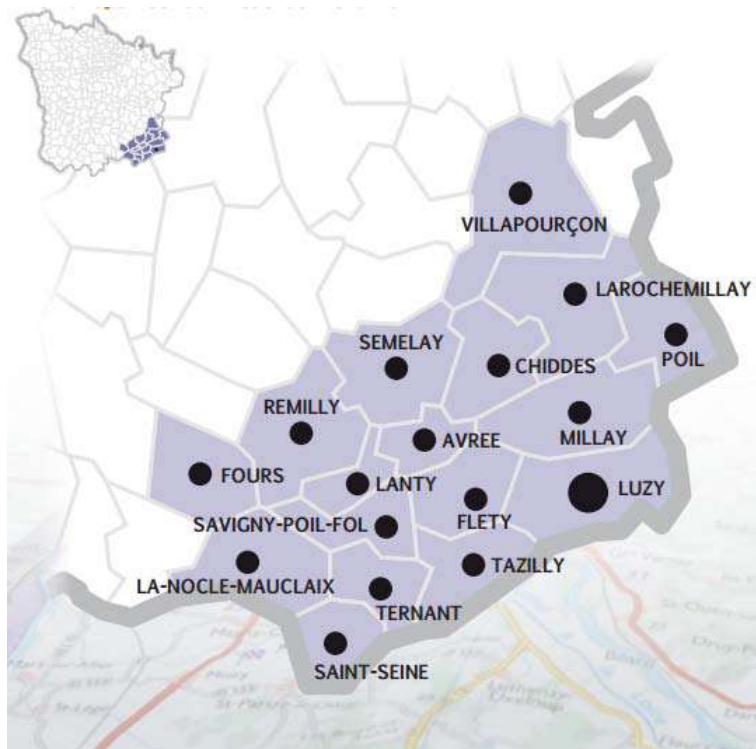 VILLAPOURÇON
LAROCHEMILLAY
POIL
SEMELAY
CHIDDES
REMILLY
AVREE
MILLAY
FOURS
LANTY
LUZY
SAVIGNY-POIL-FOL
FLETY
LA-NOCLE-MAUCLAIX
TAZILLY
TERNANT
SAINT-SEINE